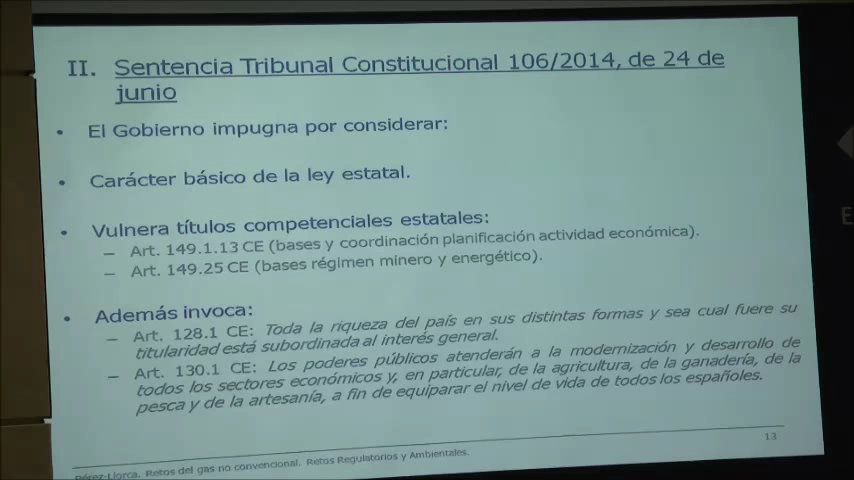 II. Sentencia Tribunal Constitucional 106/2014, de 24 de
junio
• El Gobierno impugna por considerar:
• Carácter básico de la ley estatal.
• Vulnera títulos competenciales estatales:
– Art. 149.1.13 CE (bases y coordinación planificación actividad económica).
– Art. 149.25 CE (bases régimen minero y energético).
• Además invoca:
– Art. 128.1 CE: Toda la riqueza del país en sus distintas formas y sea cual fuere su
titularidad está subordinada al interés general.
– Art. 130.1 CE: Los poderes públicos atenderán a la modernización y desarrollo de
todos los sectores económicos y, en particular, de la agricultura, de la ganadería, de la
pesca y de la artesanía, a fin de equiparar el nivel de vida de todos los españoles.
13
Pérez-Llorca. Retos del gas no convencional. Retos Regulatorios y Ambientales.
E